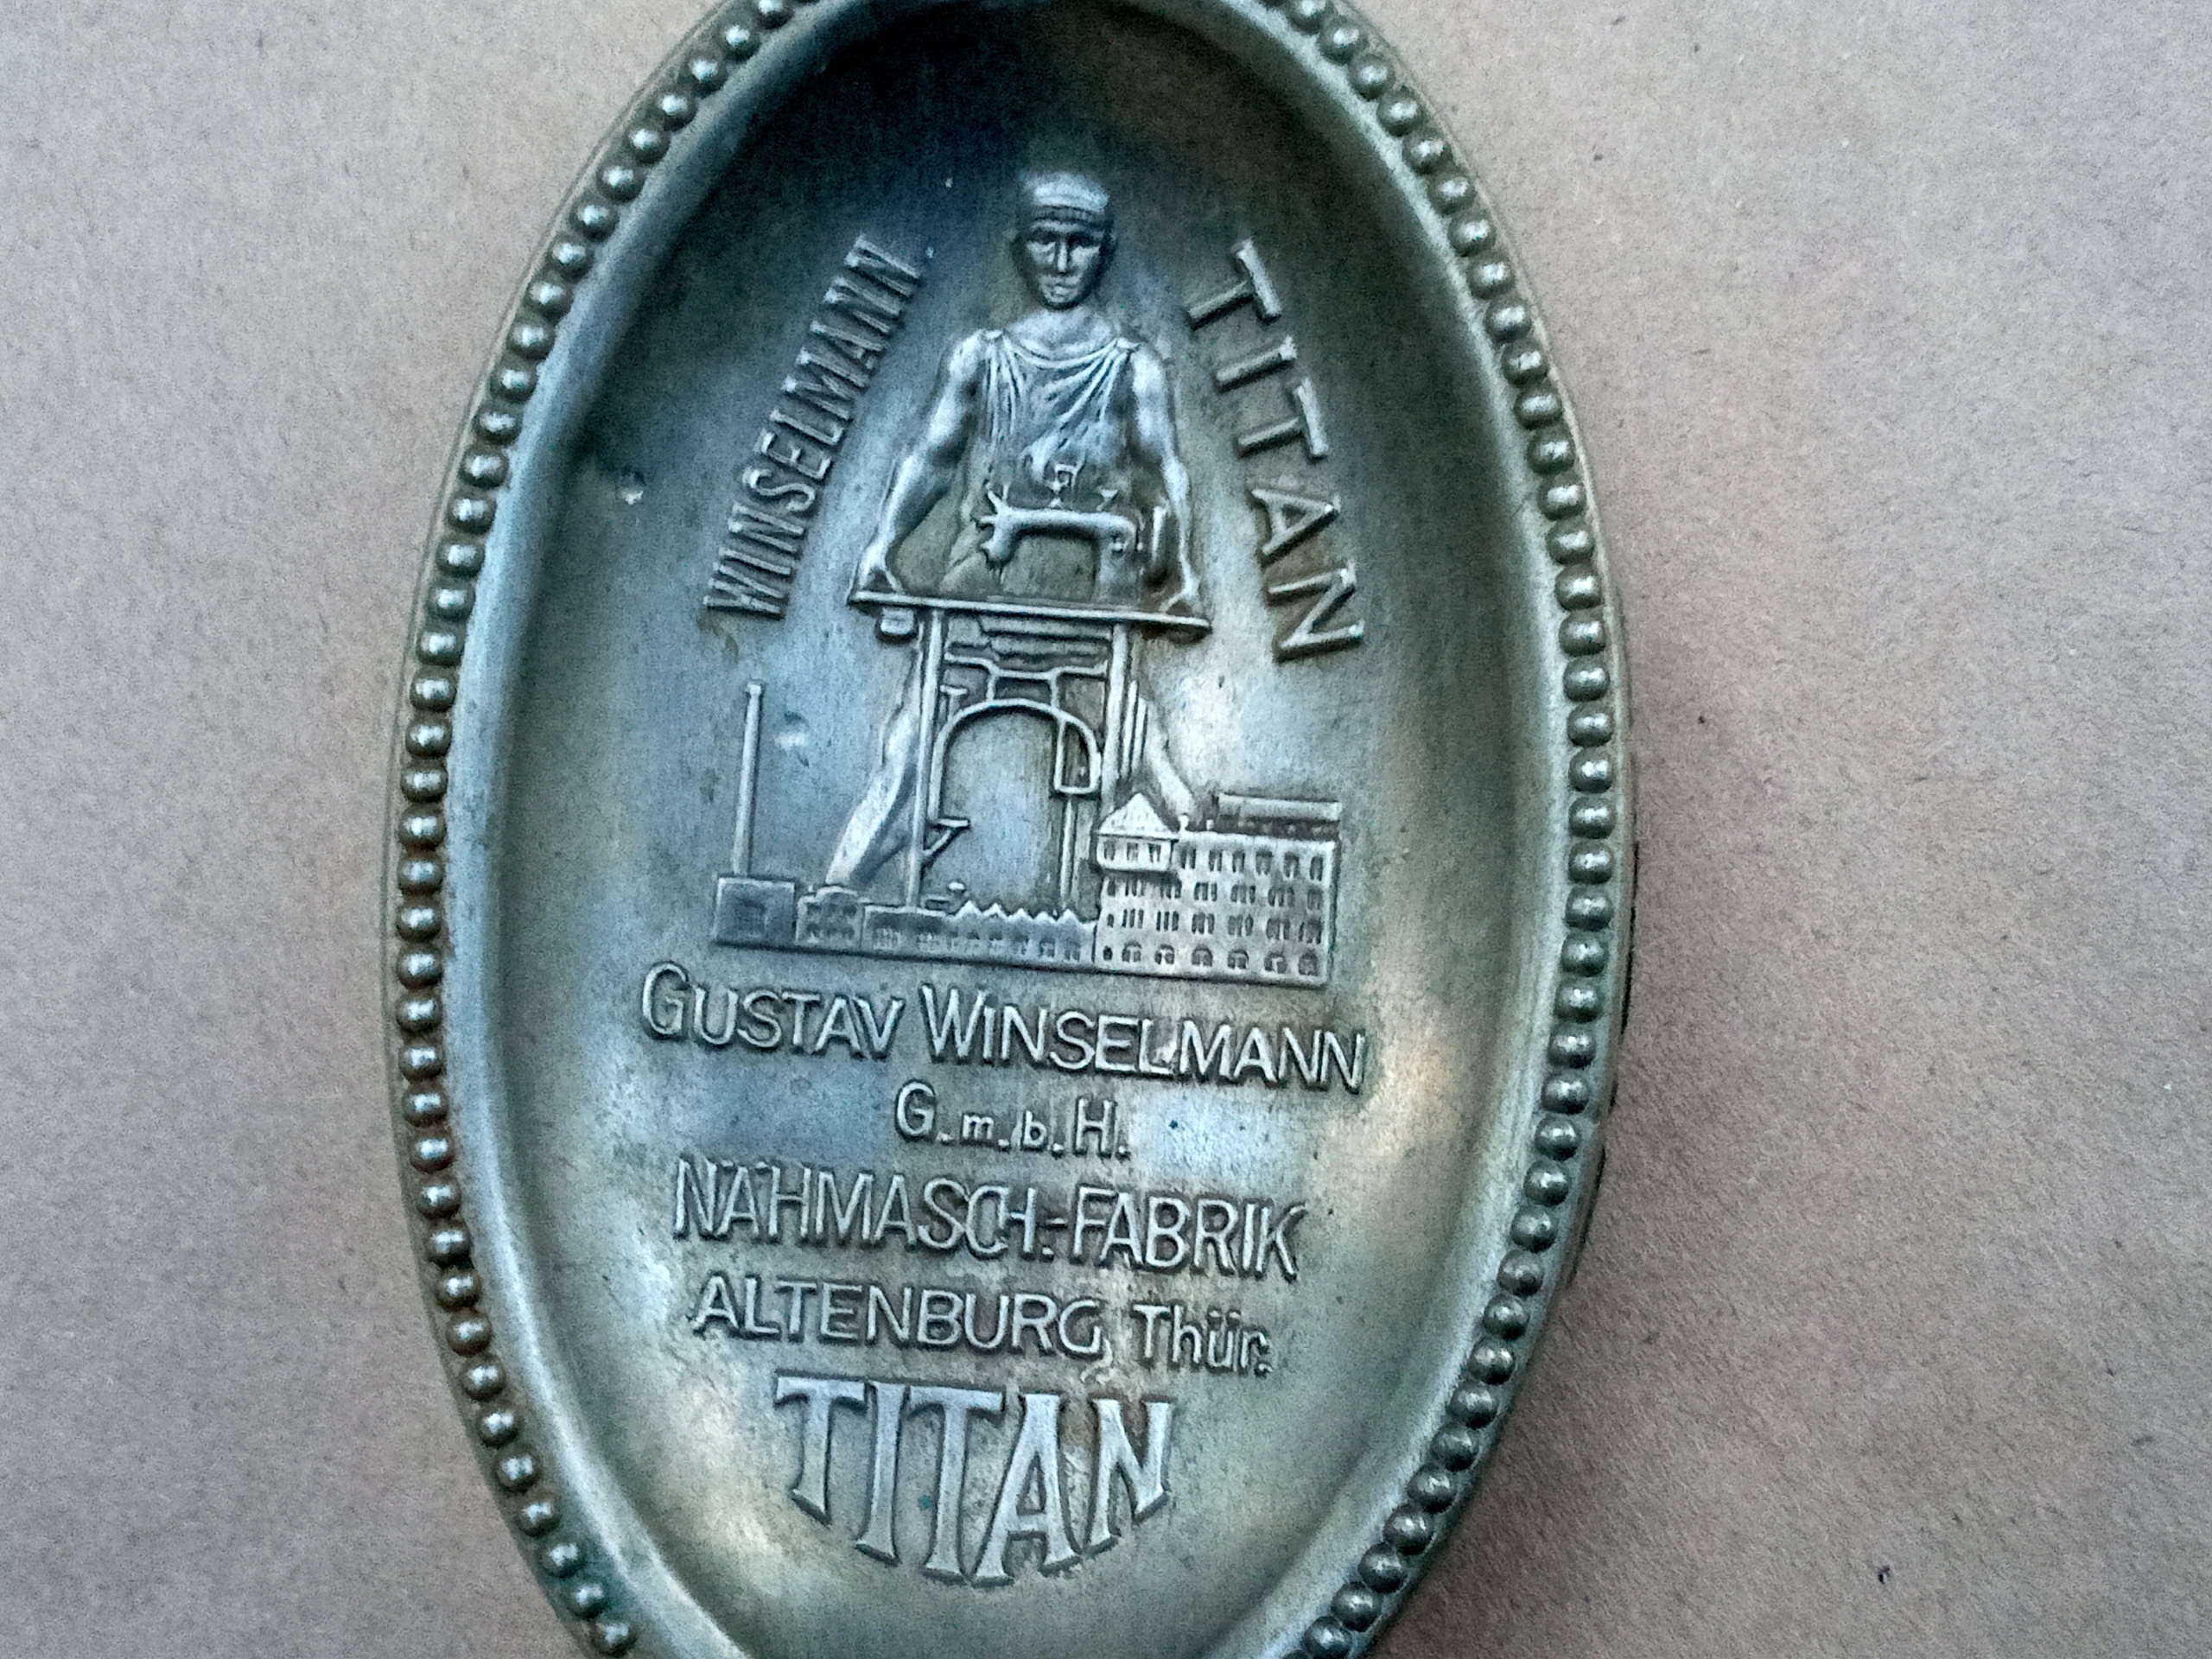 WINSELMANN
TITAN
GUSTAV WINSELMANN
G.m.b.H.
NÄHMASCH.-FABRIK
ALTENBURG, Thür.
TITAN